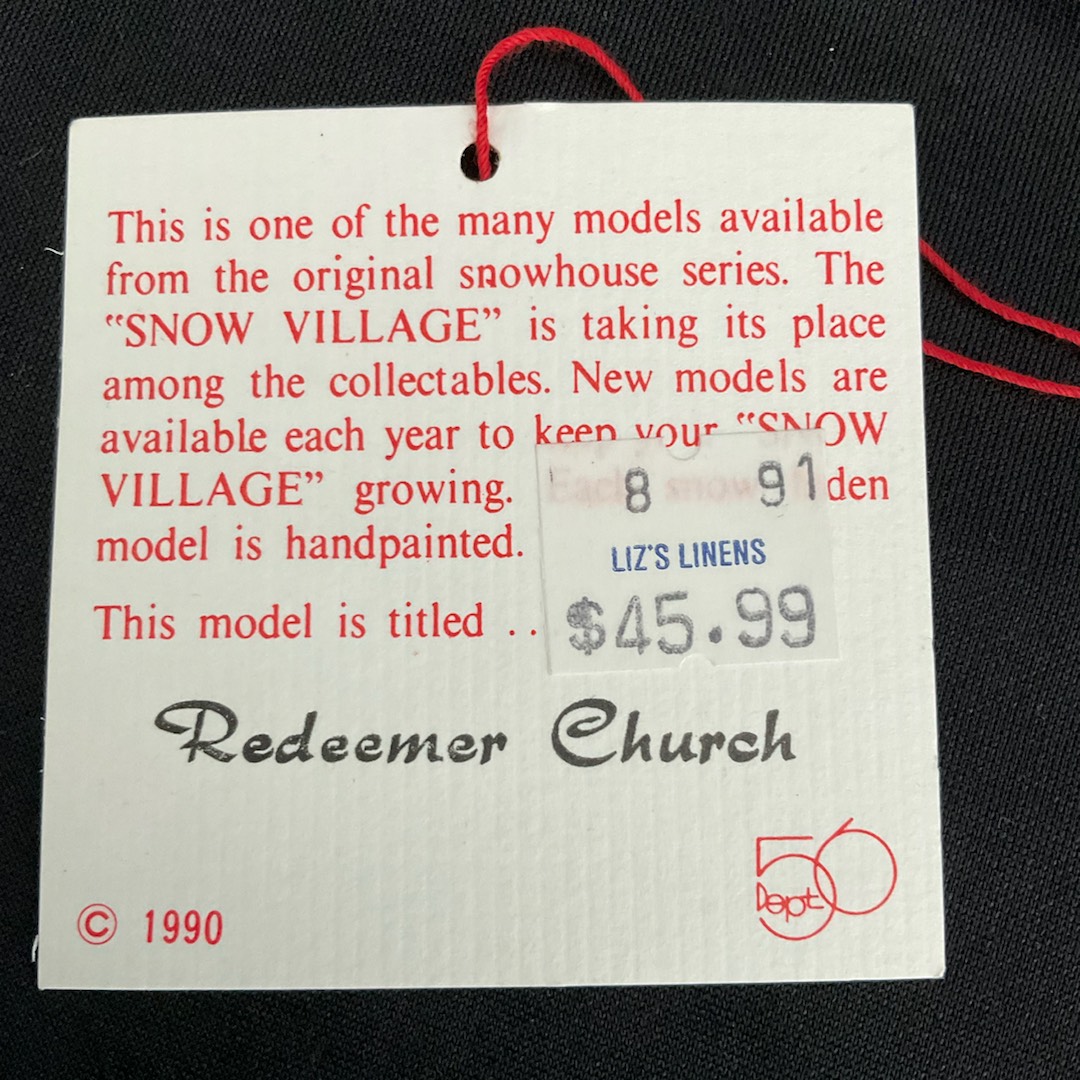 This is one of the many models available
from the original snowhouse series. The
“SNOW VILLAGE” is taking its place
among the collectables. New models are
available each year to keep your “SNOW
VILLAGE” growing. Each snow den
model is handpainted.
8 91
LIZ'S LINENS
$45.99
This model is titled . .
Redeemer Church
© 1990
Dept 56